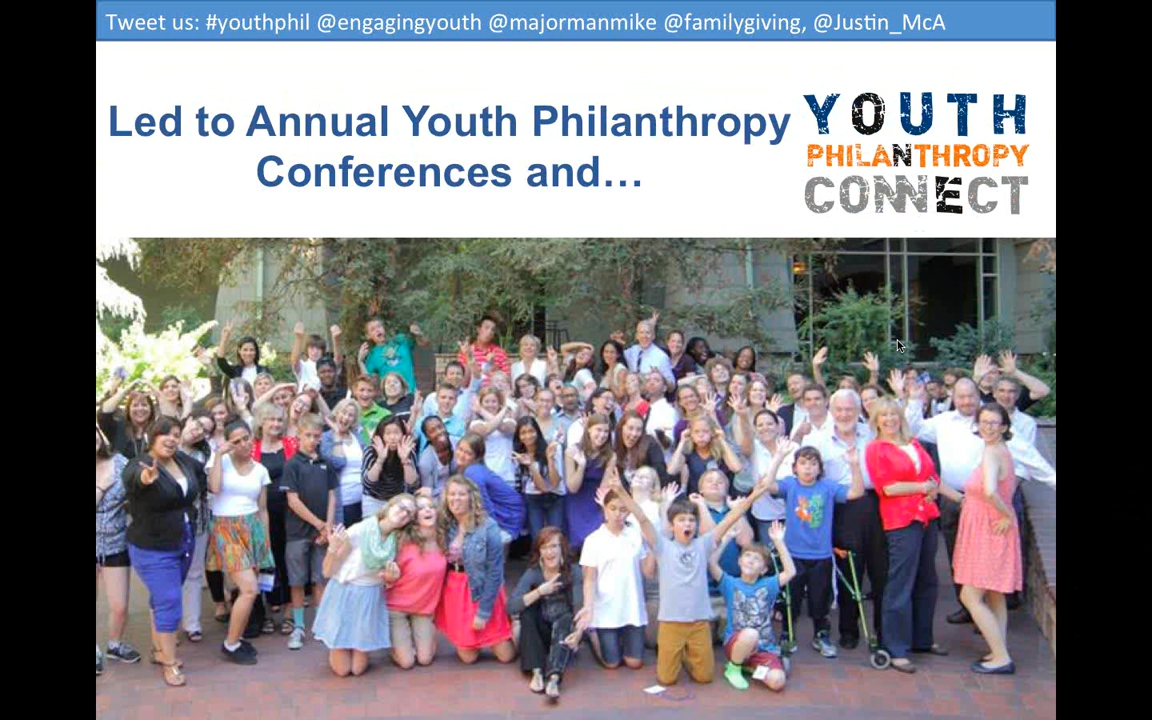 Tweet us: #youthphil @engagingyouth @majormanmike @familygiving, @Justin_McA
Led to Annual Youth Philanthropy
Conferences and…
YOUTH
PHILANTHROPY
CONNECT